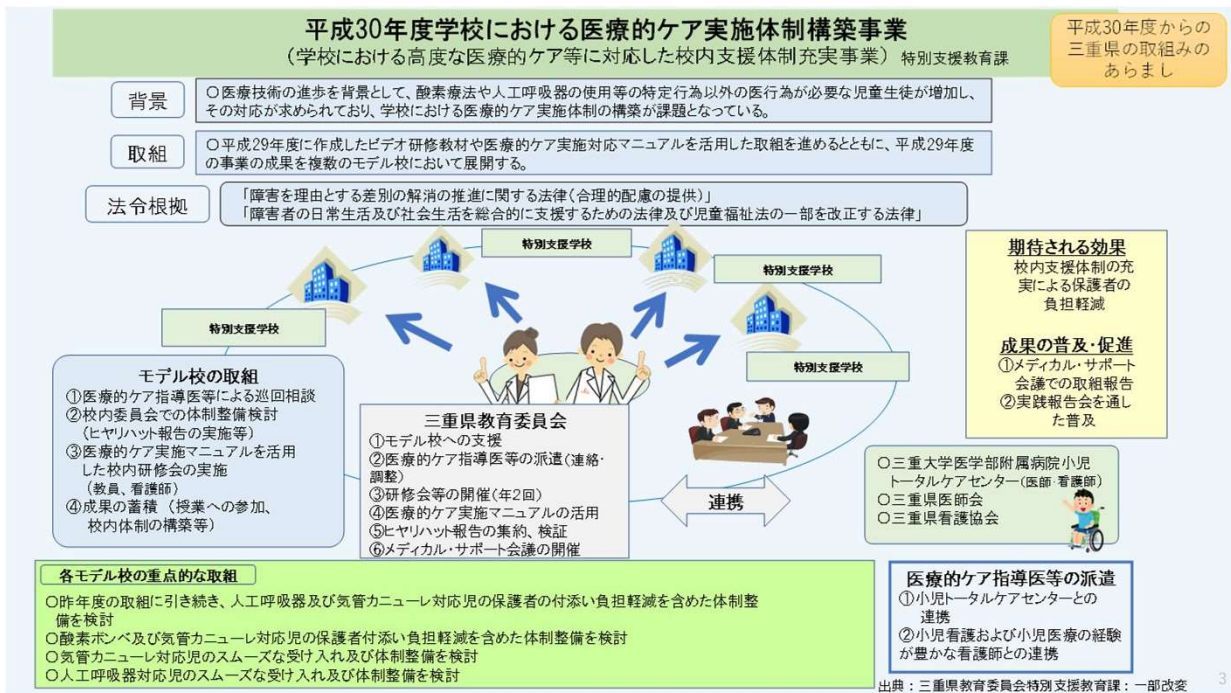 平成30年度学校における医療的ケア実施体制構築事業
(学校における高度な医療的ケア等に対応した校内支援体制充実事業) 特別支援教育課
平成30年度からの
三重県の取組みの
あらまし
背景
○医療技術の進歩を背景として、酸素療法や人工呼吸器の使用等の特定行為以外の医行為が必要な児童生徒が増加し、
その対応が求められており、学校における医療的ケア実施体制の構築が課題となっている。
取組
○平成29年度に作成したビデオ研修教材や医療的ケア実施対応マニュアルを活用した取組を進めるとともに、平成29年度
の事業の成果を複数のモデル校において展開する。
法令根拠
「障害を理由とする差別の解消の推進に関する法律(合理的配慮の提供)」
「障害者の日常生活及び社会生活を総合的に支援するための法律及び児童福祉法の一部を改正する法律」
特別支援学校
特別支援学校
特別支援学校
特別支援学校
期待される効果
校内支援体制の充
実による保護者の
負担軽減
成果の普及・促進
①メディカル・サポート
会議での取組報告
②実践報告会を通し
た普及
モデル校の取組
①医療的ケア指導医等による巡回相談
②校内委員会での体制整備検討
(ヒヤリハット報告の実施等)
③医療的ケア実施マニュアルを活用
した校内研修会の実施
(教員、看護師)
④成果の蓄積 (授業への参加、
校内体制の構築等)
三重県教育委員会
①モデル校への支援
②医療的ケア指導医等の派遣(連絡・
調整)
③研修会等の開催(年2回)
④医療的ケア実施マニュアルの活用
⑤ヒヤリハット報告の集約、検証
⑥メディカル・サポート会議の開催
連携
○三重大学医学部附属病院小児
トータルケアセンター(医師・看護師)
○三重県医師会
○三重県看護協会
各モデル校の重点的な取組
○昨年度の取組に引き続き、人工呼吸器及び気管カニューレ対応児の保護者の付添い負担軽減を含めた体制整
備を検討
○酸素ボンベ及び気管カニューレ対応児の保護者付添い負担軽減を含めた体制整備を検討
○気管カニューレ対応児のスムーズな受け入れ及び体制整備を検討
○人工呼吸器対応児のスムーズな受け入れ及び体制整備を検討
医療的ケア指導医等の派遣
①小児トータルケアセンターとの
連携
②小児看護および小児医療の経験
が豊かな看護師との連携
出典:三重県教育委員会特別支援教育課:一部改変
3